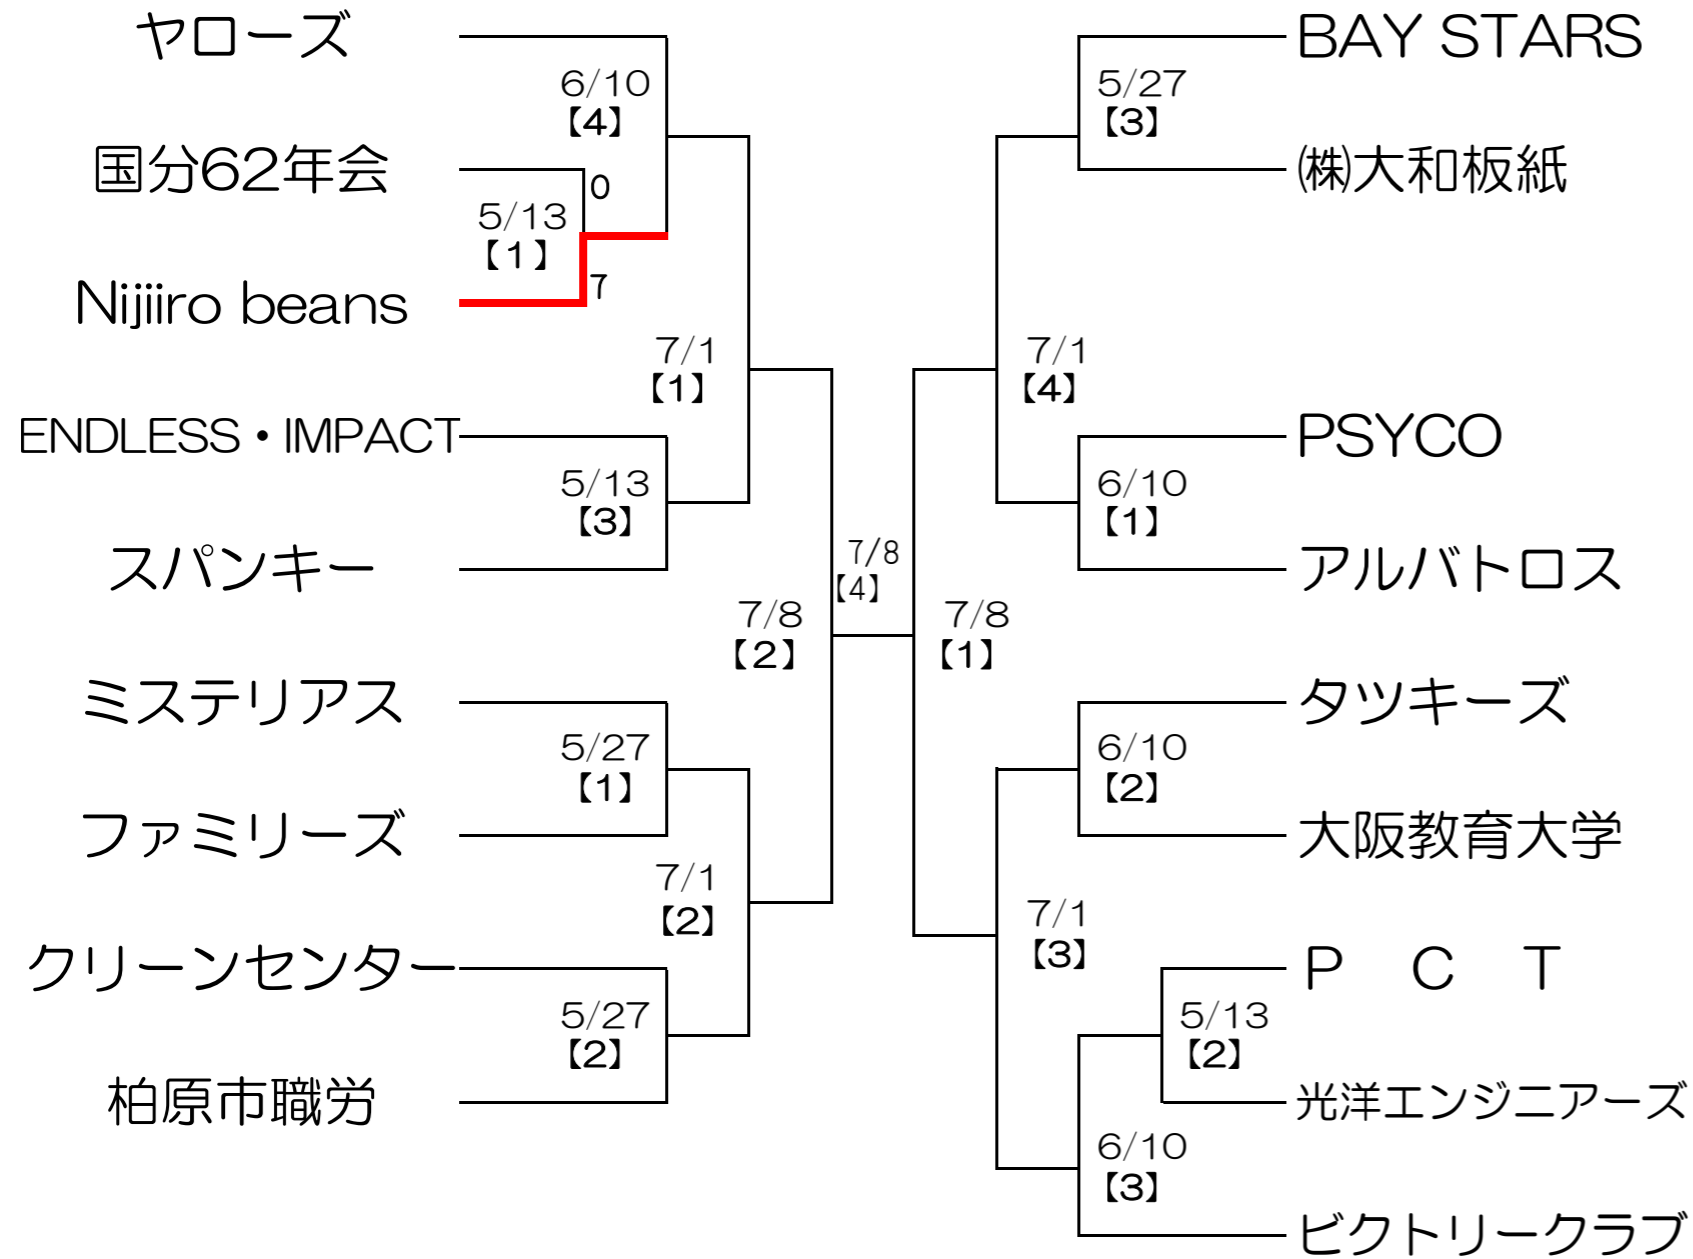 ヤローズ
6/10
【4】
国分62年会
0
5/13
【1】
7
Nijiiro beans
7/1
【1】
ENDLESS・IMPACT
5/13
【3】
スパンキー
7/8
【2】
ミステリアス
5/27
【1】
ファミリーズ
7/1
【2】
クリーンセンター
5/27
【2】
柏原市職労
7/8
【4】
BAY STARS
5/27
【3】
㈱大和板紙
7/1
【4】
PSYCO
6/10
【1】
アルバトロス
7/8
【1】
タツキーズ
6/10
【2】
大阪教育大学
7/1
【3】
P　C　T
5/13
【2】
光洋エンジニアーズ
6/10
【3】
ビクトリークラブ